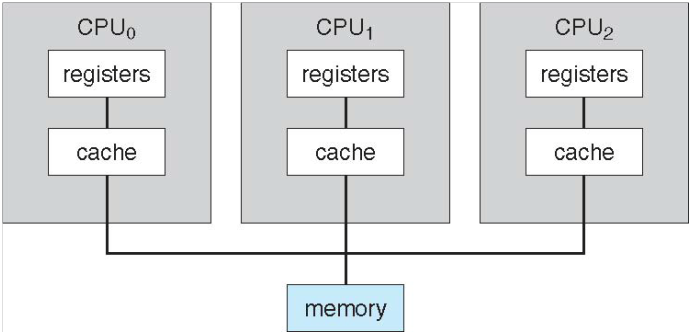 CPU₀ CPU₁ CPU₂
registers registers registers
cache cache cache
memory